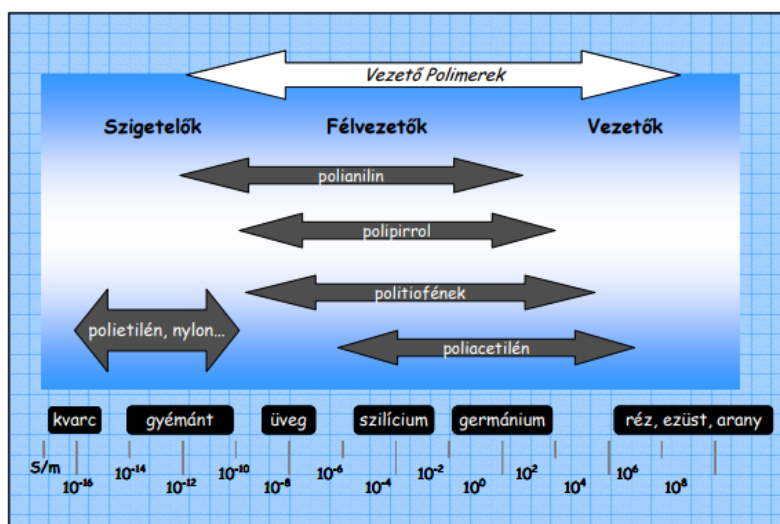 Vezető Polimerek
Szigetelők Félvezetők Vezetők
polianilin
polipirrol
politiofének
polietilén, nylon...
poliacetilén
kvarc gyémánt üveg szilícium germánium réz, ezüst, arany
S/m 10⁻¹⁴ 10⁻¹⁰ 10⁻⁶ 10⁻² 10² 10⁶
10⁻¹⁶ 10⁻¹² 10⁻⁸ 10⁻⁴ 10⁰ 10⁴ 10⁸